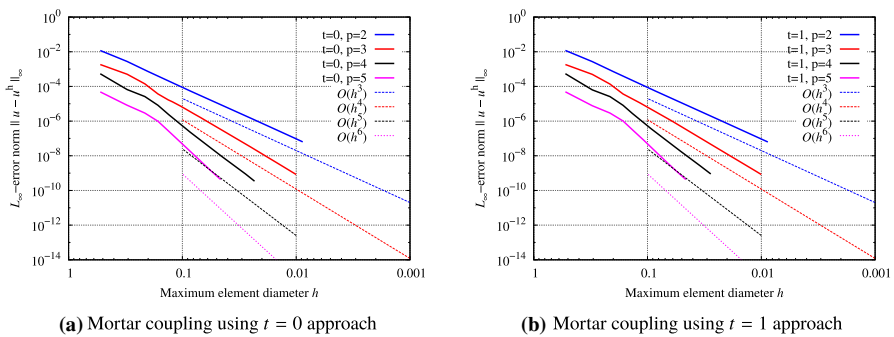 10^0
10^-2
10^-4
10^-6
10^-8
10^-10
10^-12
10^-14
L∞−error norm || u − u^h ||∞
t=0, p=2
t=0, p=3
t=0, p=4
t=0, p=5
O(h^3)
O(h^4)
O(h^5)
O(h^6)
1 0.1 0.01 0.001
Maximum element diameter h
(a) Mortar coupling using t = 0 approach
10^0
10^-2
10^-4
10^-6
10^-8
10^-10
10^-12
10^-14
L∞−error norm || u − u^h ||∞
t=1, p=2
t=1, p=3
t=1, p=4
t=1, p=5
O(h^3)
O(h^4)
O(h^5)
O(h^6)
1 0.1 0.01 0.001
Maximum element diameter h
(b) Mortar coupling using t = 1 approach